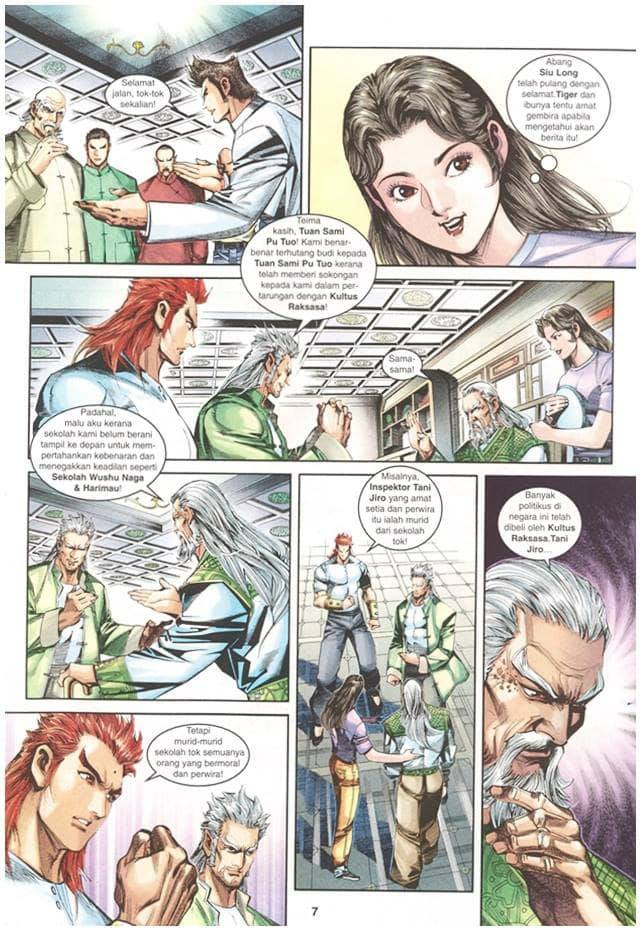 Selamat
jalan, tok-tok
sekalian!
Abang
Siu Long
telah pulang dengan
selamat.Tiger dan
ibunya tentu amat
gembira apabila
mengetahui akan
berita itu!
Teima
kasih, Tuan Sami
Pu Tuo! Kami benar-
benar terhutang budi kepada
Tuan Sami Pu Tuo kerana
telah memberi sokongan
kepada kami dalam per-
tarungan dengan Kultus
Raksasa!
Sama-
sama!
Padahal,
malu aku kerana
sekolah kami belum berani
tampil ke depan untuk mem-
pertahankan kebenaran dan
menegakkan keadilan seperti
Sekolah Wushu Naga
& Harimau!
Misalnya,
Inspektor Tani
Jiro yang amat
setia dan perwira
itu ialah murid
dari sekolah
tok!
Banyak
politikus di
negara ini telah
dibeli oleh Kultus
Raksasa.Tani
Jiro...
Tetapi
murid-murid
sekolah tok semuanya
orang yang bermoral
dan perwira!
7